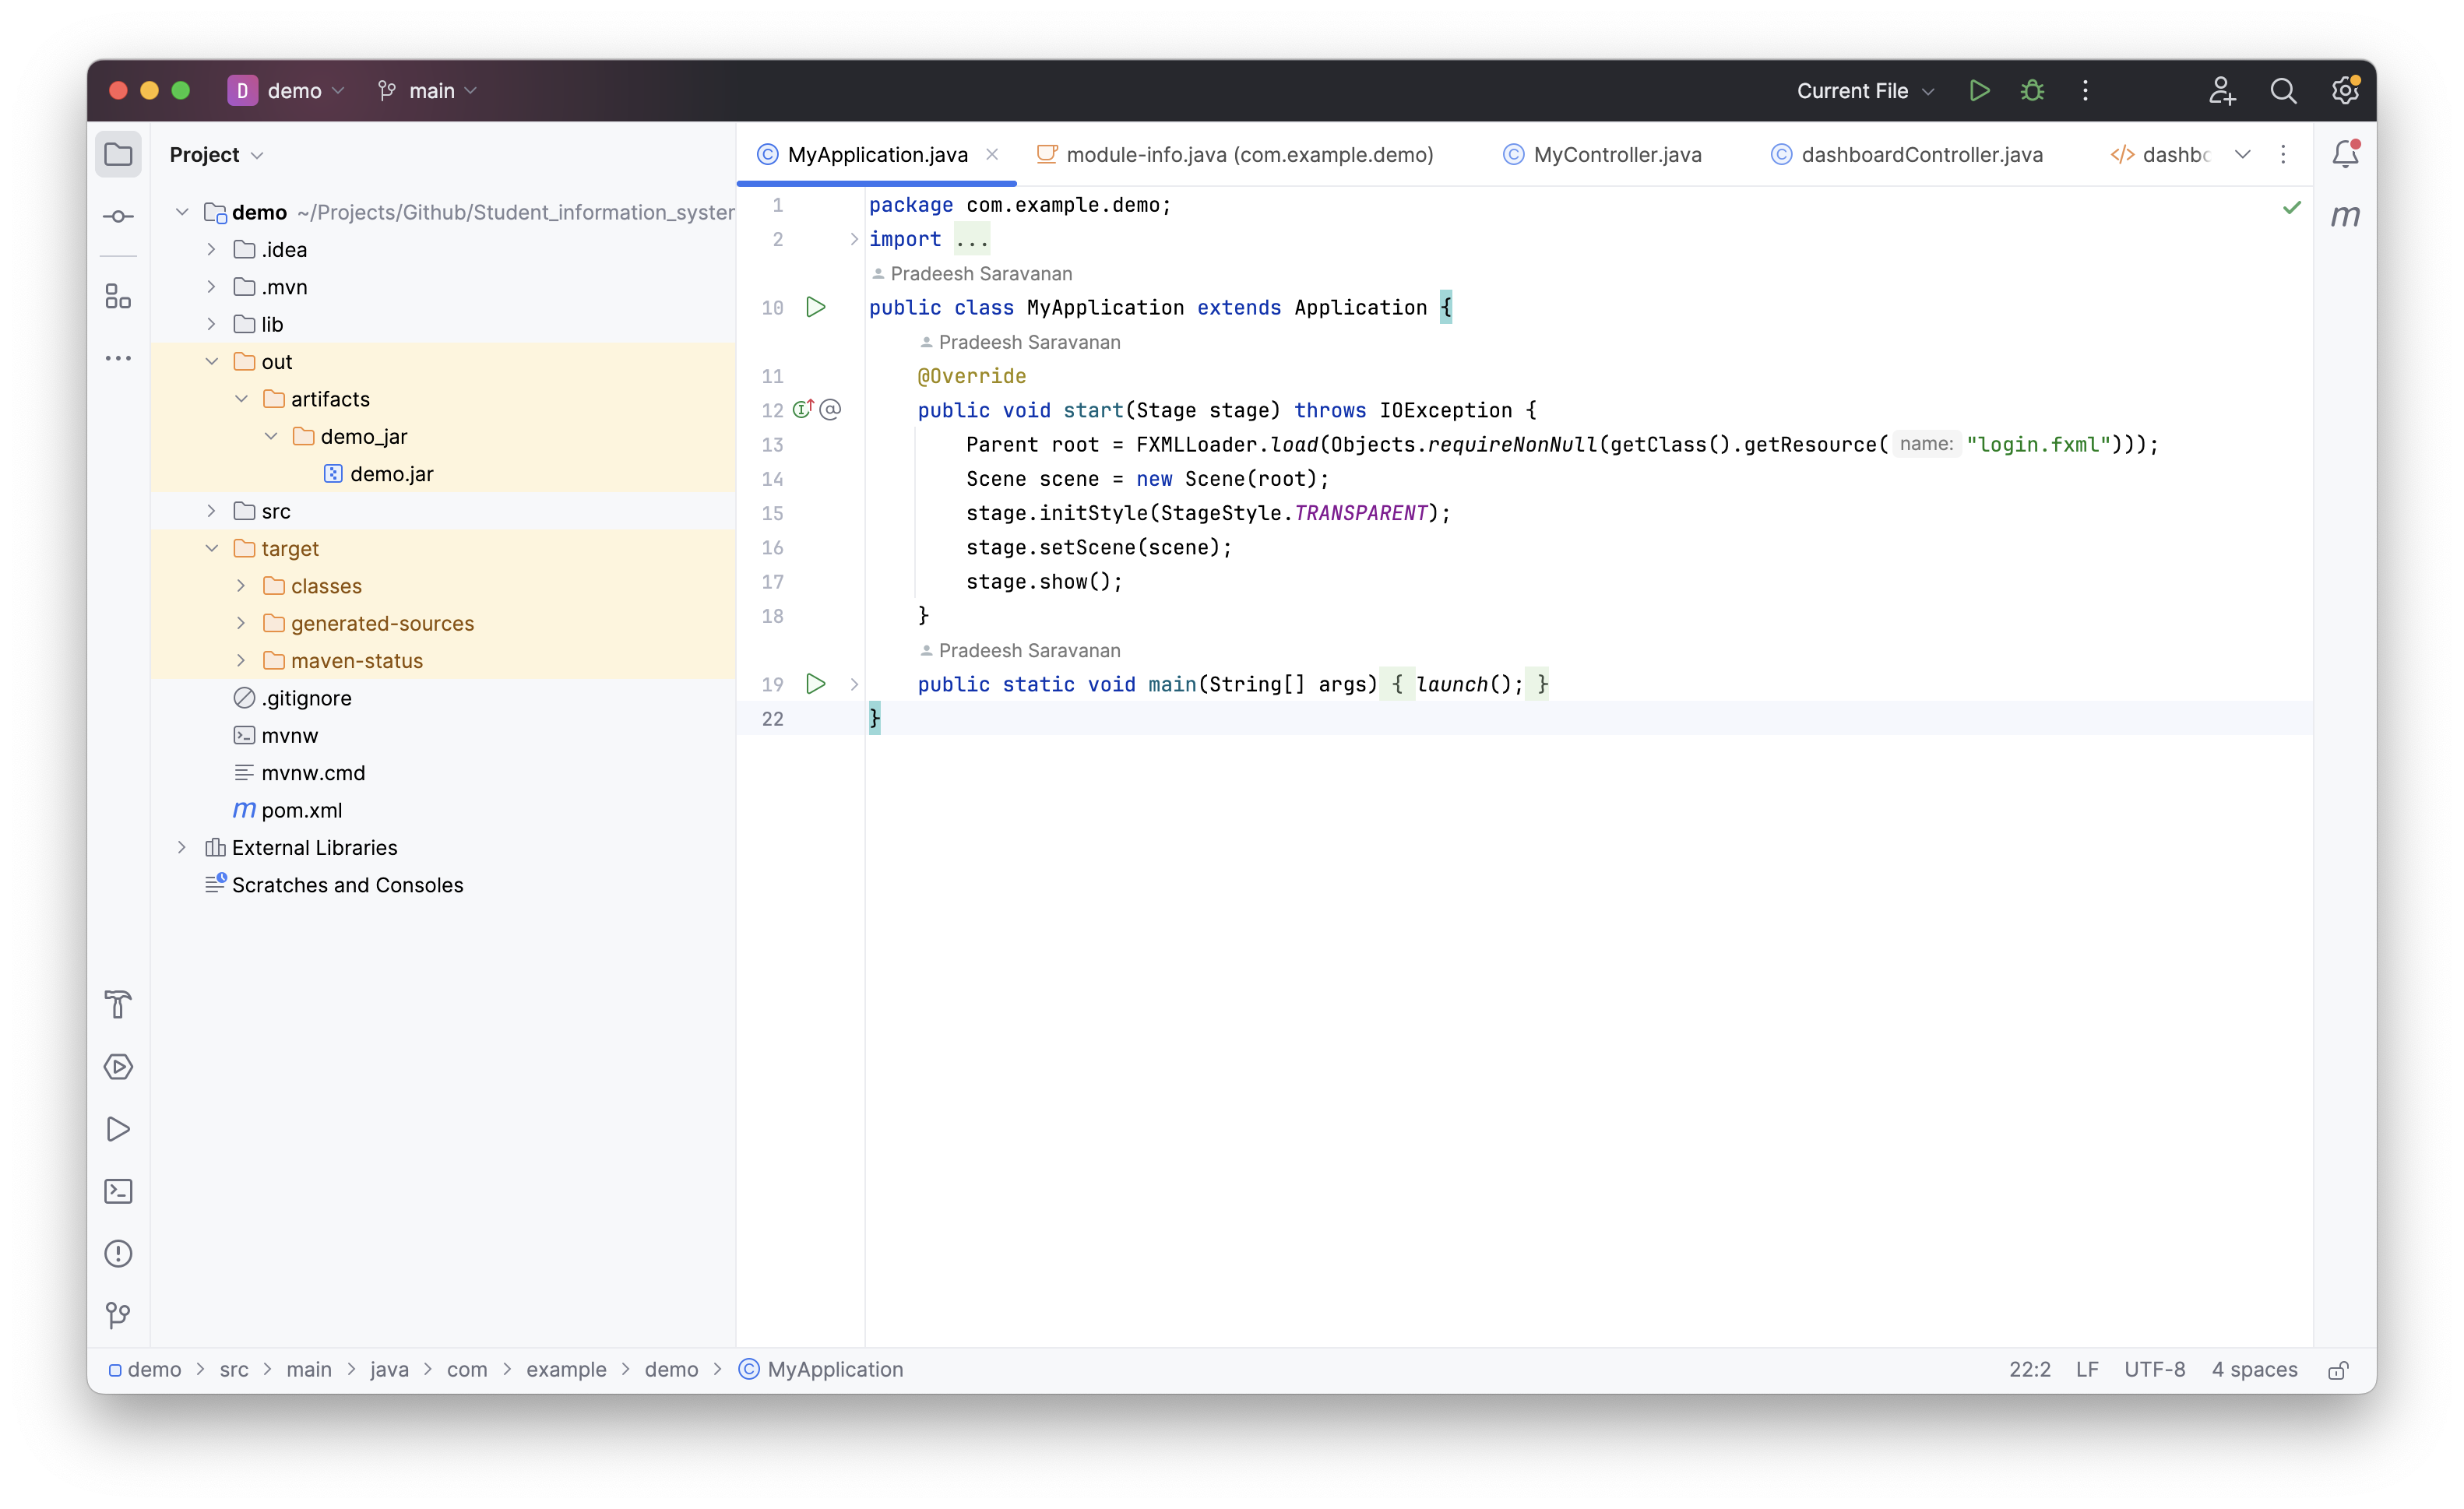 D demo main Current File
Project
demo ~/Projects/Github/Student_information_syster
.idea
.mvn
lib
out
artifacts
demo_jar
demo.jar
src
target
classes
generated-sources
maven-status
.gitignore
mvnw
mvnw.cmd
m pom.xml
External Libraries
Scratches and Consoles
MyApplication.java module-info.java (com.example.demo) MyController.java dashboardController.java dashbo
m
1 package com.example.demo;
2 import ...
Pradeesh Saravanan
10 public class MyApplication extends Application {
Pradeesh Saravanan
11 @Override
12 public void start(Stage stage) throws IOException {
13 Parent root = FXMLLoader.load(Objects.requireNonNull(getClass().getResource( name: "login.fxml")));
14 Scene scene = new Scene(root);
15 stage.initStyle(StageStyle.TRANSPARENT);
16 stage.setScene(scene);
17 stage.show();
18 }
Pradeesh Saravanan
19 public static void main(String[] args) { launch(); }
22 }
demo > src > main > java > com > example > demo > MyApplication 22:2 LF UTF-8 4 spaces